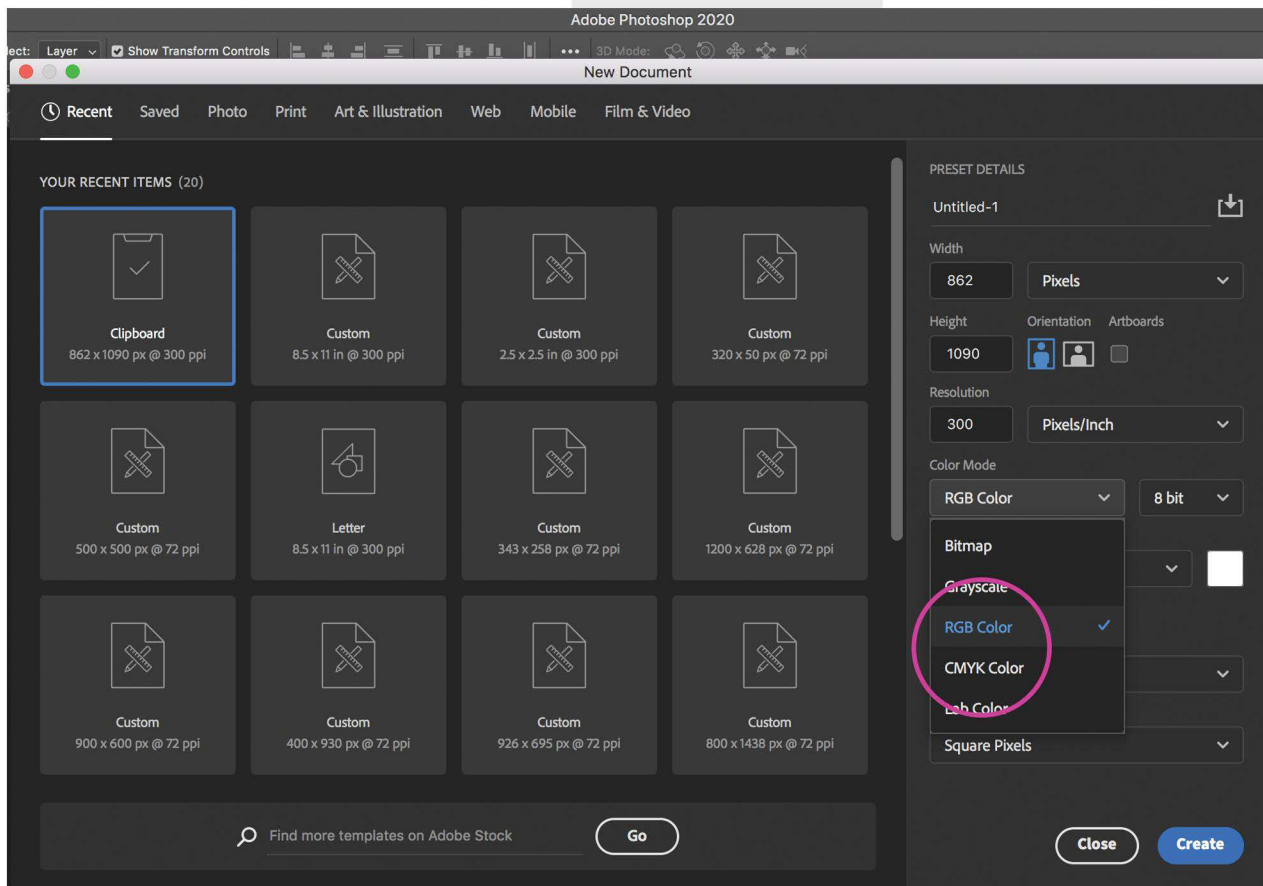 Adobe Photoshop 2020
lect: Layer Show Transform Controls ••• 3D Mode:
New Document
Recent Saved Photo Print Art & Illustration Web Mobile Film & Video
YOUR RECENT ITEMS (20)
Clipboard
862 x 1090 px @ 300 ppi
Custom
8.5 x 11 in @ 300 ppi
Custom
2.5 x 2.5 in @ 300 ppi
Custom
320 x 50 px @ 72 ppi
Custom
500 x 500 px @ 72 ppi
Letter
8.5 x 11 in @ 300 ppi
Custom
343 x 258 px @ 72 ppi
Custom
1200 x 628 px @ 72 ppi
Custom
900 x 600 px @ 72 ppi
Custom
400 x 930 px @ 72 ppi
Custom
926 x 695 px @ 72 ppi
Custom
800 x 1438 px @ 72 ppi
Find more templates on Adobe Stock Go
PRESET DETAILS
Untitled-1
Width
862 Pixels
Height Orientation Artboards
1090
Resolution
300 Pixels/Inch
Color Mode
RGB Color 8 bit
Bitmap
Grayscale
RGB Color
CMYK Color
Lab Color
Square Pixels
Close Create